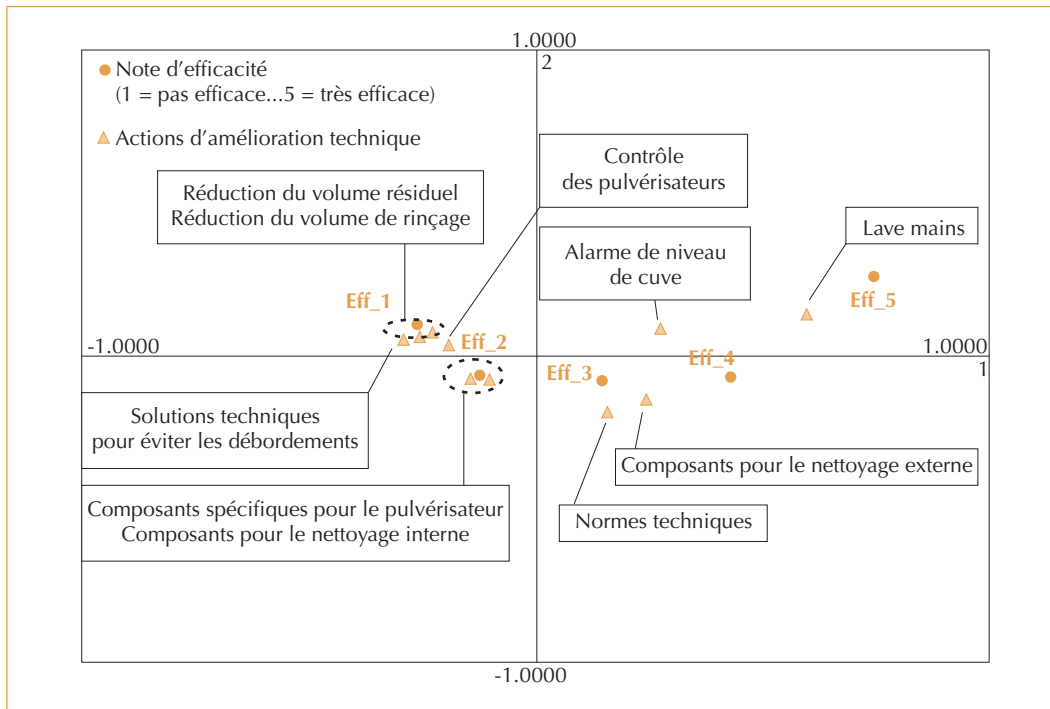 1.0000
2
Note d'efficacité
(1 = pas efficace...5 = très efficace)
Actions d'amélioration technique
Contrôle
des pulvérisateurs
Réduction du volume résiduel
Réduction du volume de rinçage
Lave mains
Alarme de niveau
de cuve
Eff_1
Eff_5
Eff_2
-1.0000
1.0000
1
Eff_3
Eff_4
Solutions techniques
pour éviter les débordements
Composants pour le nettoyage externe
Composants spécifiques pour le pulvérisateur
Composants pour le nettoyage interne
Normes techniques
-1.0000